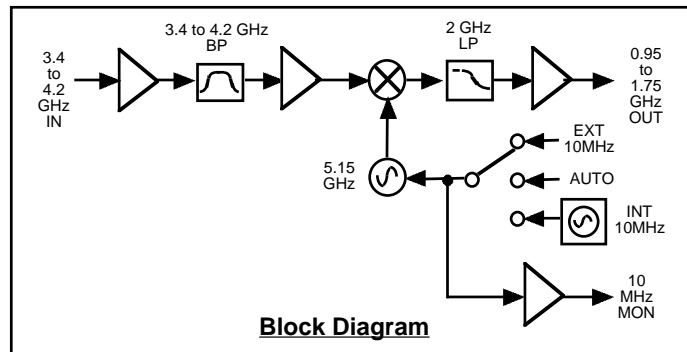 3.4 to 4.2 GHz
BP
2 GHz
LP
3.4
to
4.2
GHz
IN
0.95
to
1.75
GHz
OUT
5.15
GHz
EXT
10MHz
AUTO
INT
10MHz
10
MHz
MON
Block Diagram